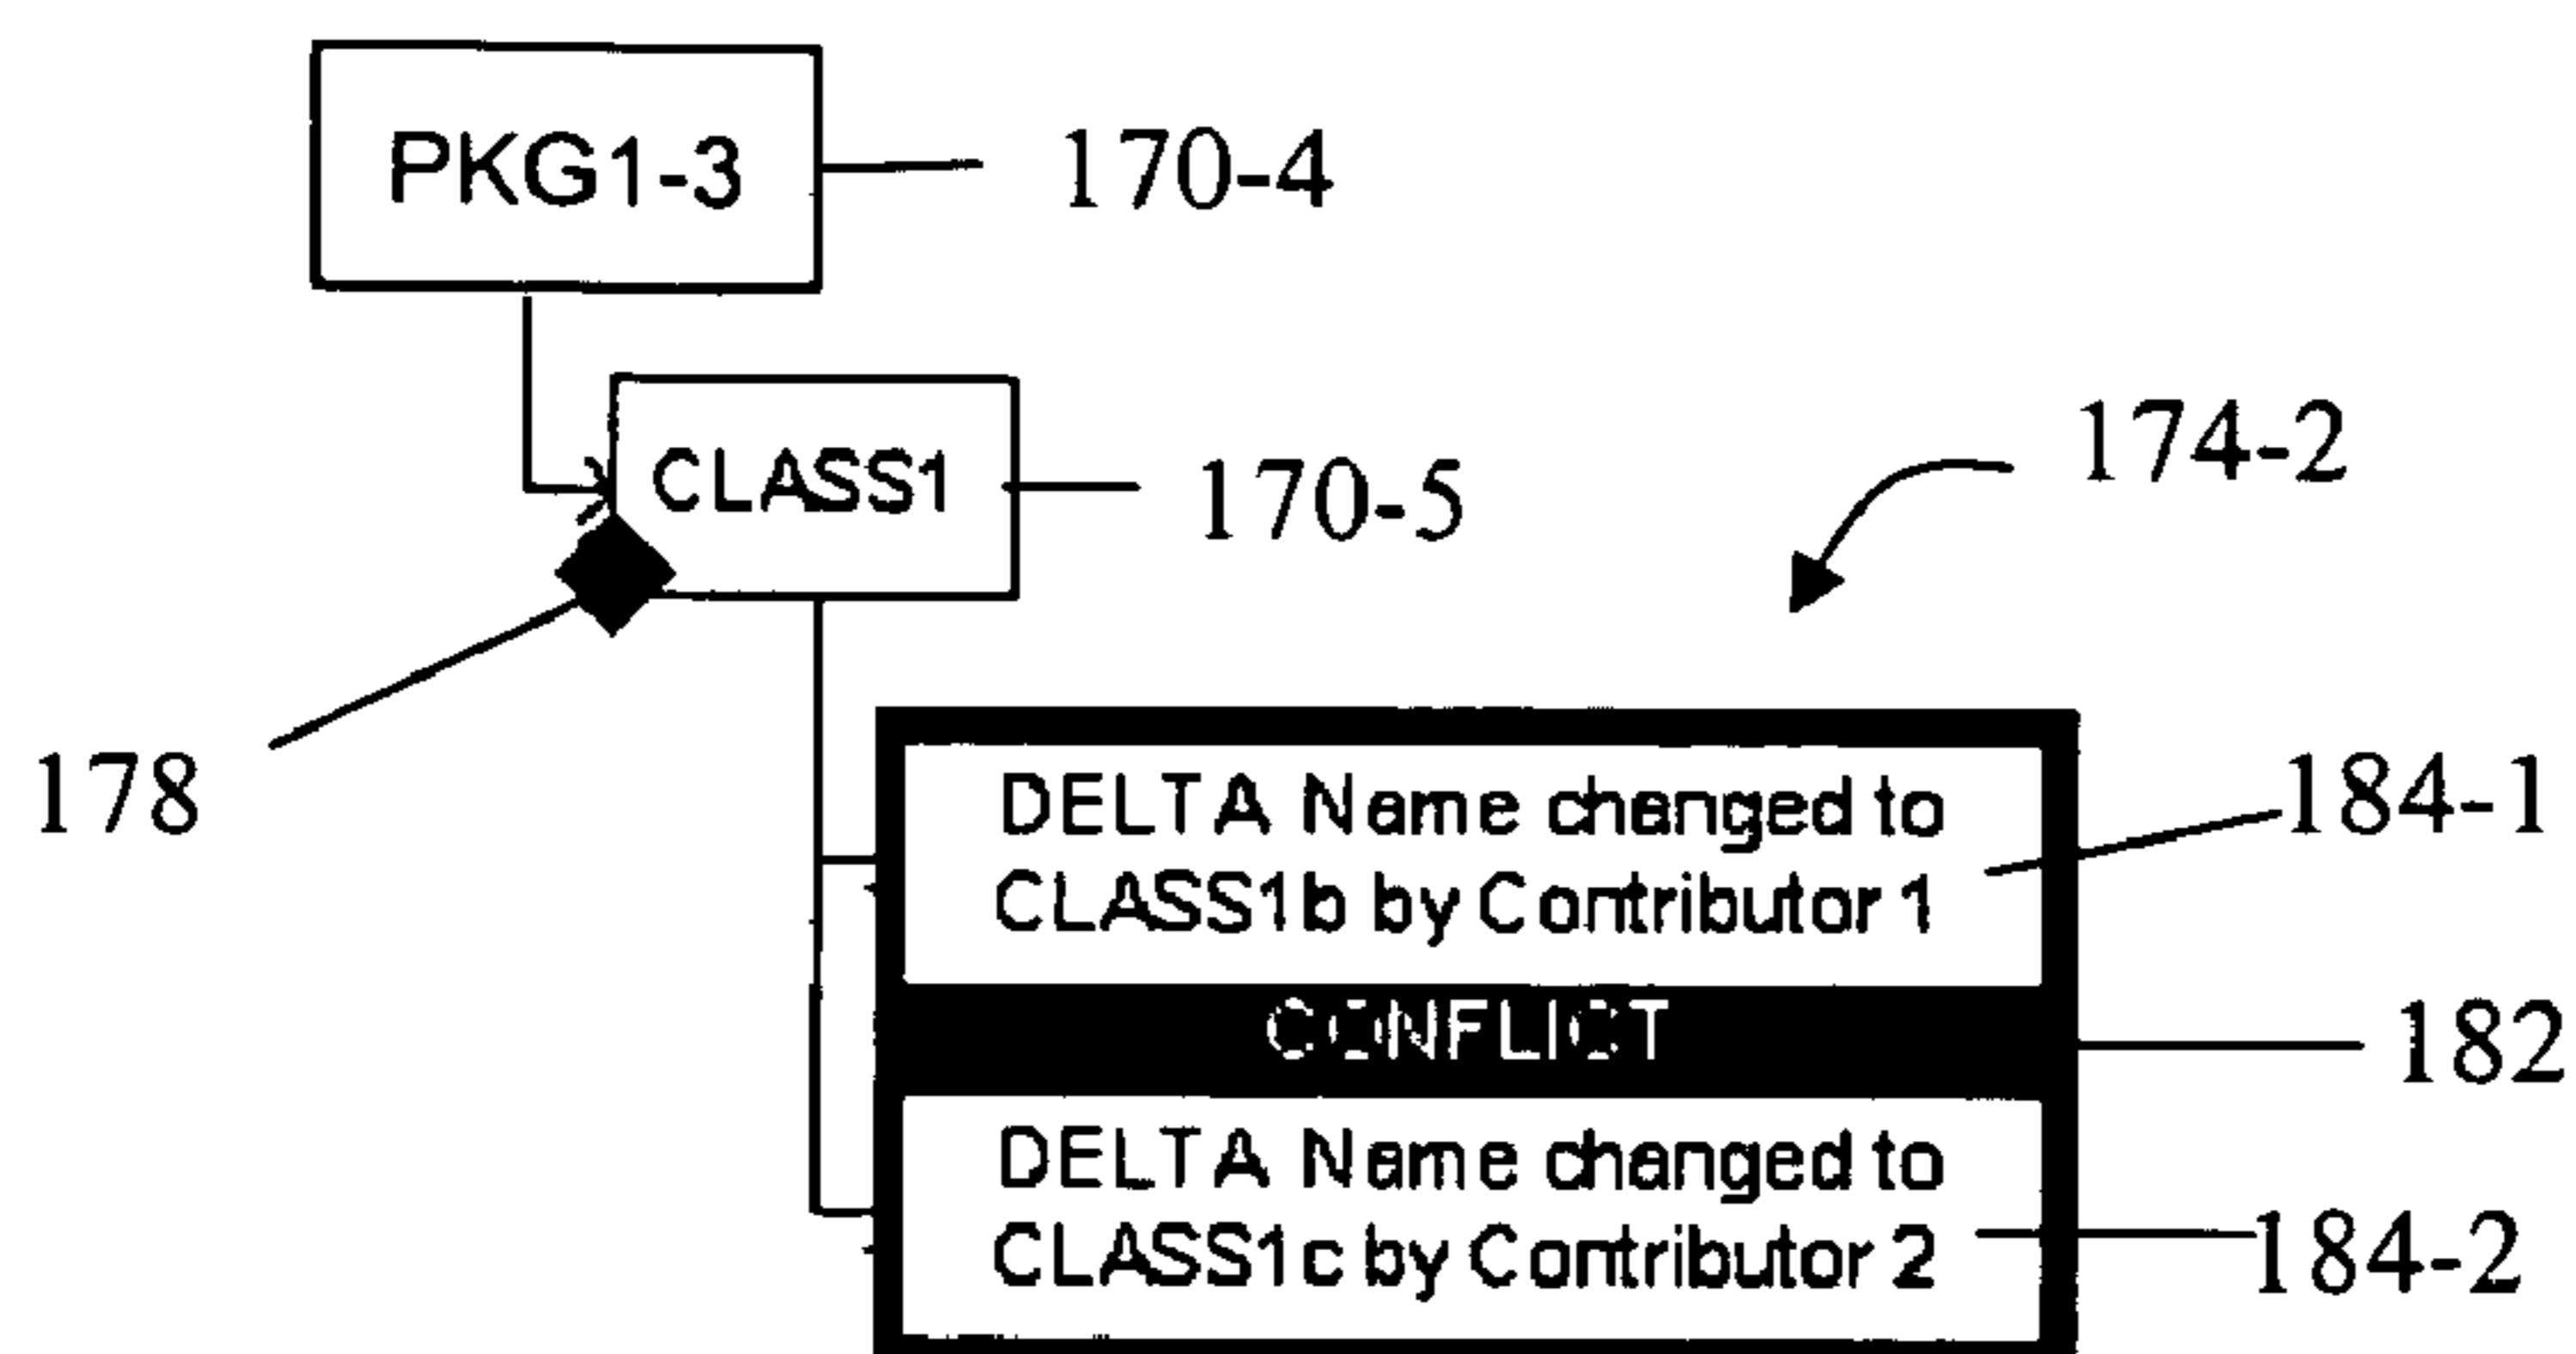 PKG1-3
170-4
CLASS1
170-5
174-2
178
DELTA Name changed to
CLASS1b by Contributor 1
184-1
CONFLICT
182
DELTA Name changed to
CLASS1c by Contributor 2
184-2